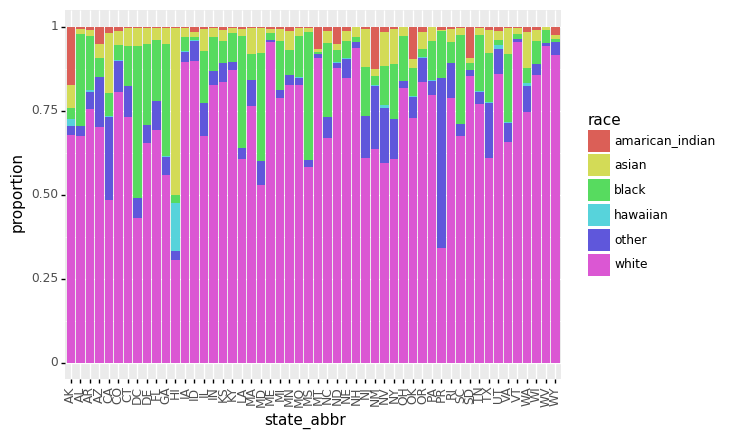 1
0.75
0.50
0.25
0
proportion
AK AL AR AZ CA CO CT DC DE FL GA HI IA ID IL IN KS KY LA MA MD ME MI MN MO MS MT NC ND NE NH NJ NM NV NY OH OK OR PA PR RI SC SD TN TX UT VA VT WA WI WV WY
state_abbr
race
amarican_indian
asian
black
hawaiian
other
white